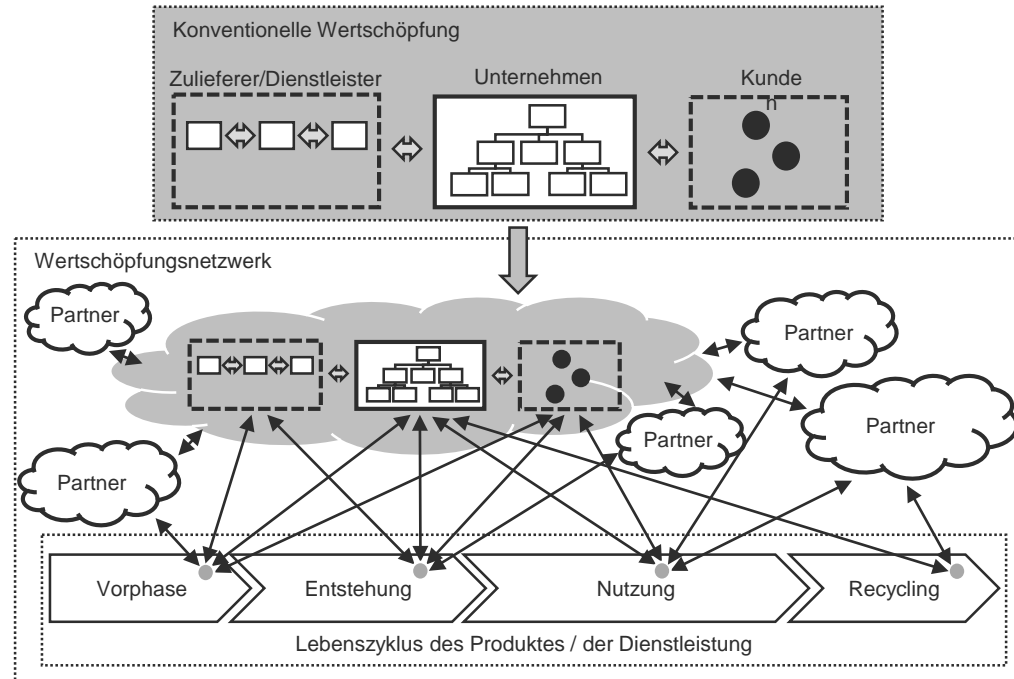 Konventionelle Wertschöpfung
Zulieferer/Dienstleister
Unternehmen
Kunde
n
Wertschöpfungsnetzwerk
Partner
Partner
Partner
Partner
Partner
Vorphase
Entstehung
Nutzung
Recycling
Lebenszyklus des Produktes / der Dienstleistung